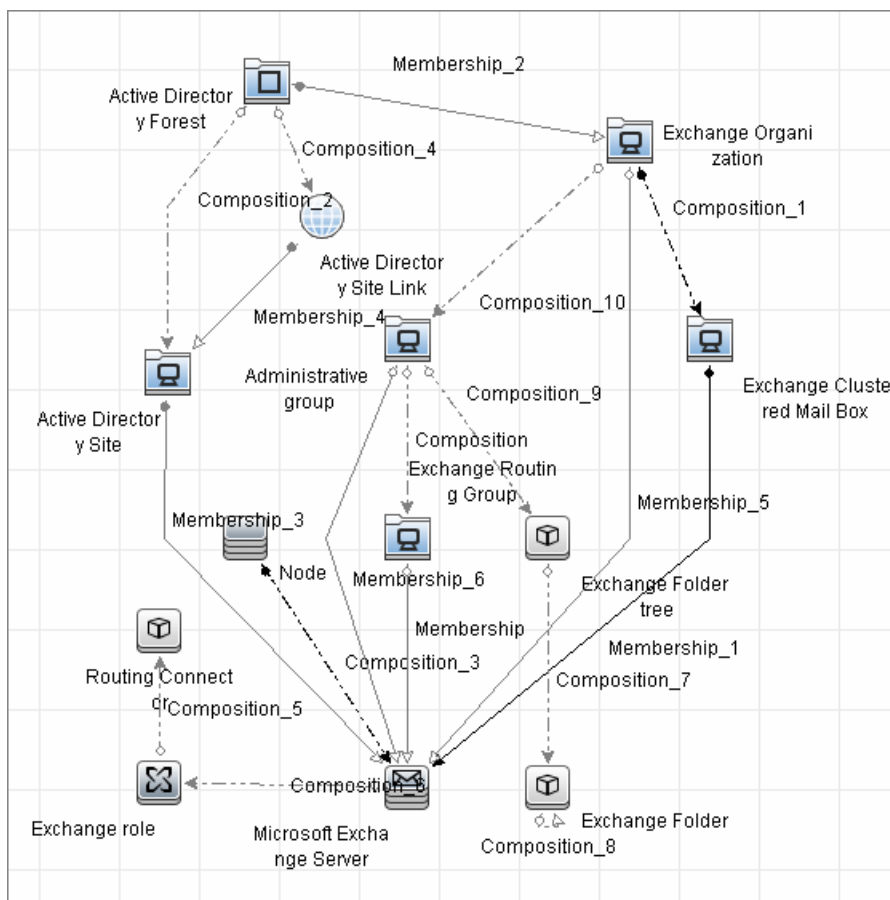 Membership_2
Active Director
y Forest
Exchange Organi
zation
Composition_4
Composition_2
Composition_1
Active Director
y Site Link
Composition_10
Membership_4
Administrative
group
Composition_9
Exchange Cluste
red Mail Box
Active Director
y Site
Composition
Exchange Routin
g Group
Membership_3
Membership_5
Node
Membership_6
Exchange Folder
tree
Membership
Membership_1
Composition_3
Routing Connect
or
Composition_5
Composition_7
Composition_6
Exchange role
Microsoft Excha
nge Server
Exchange Folder
Composition_8